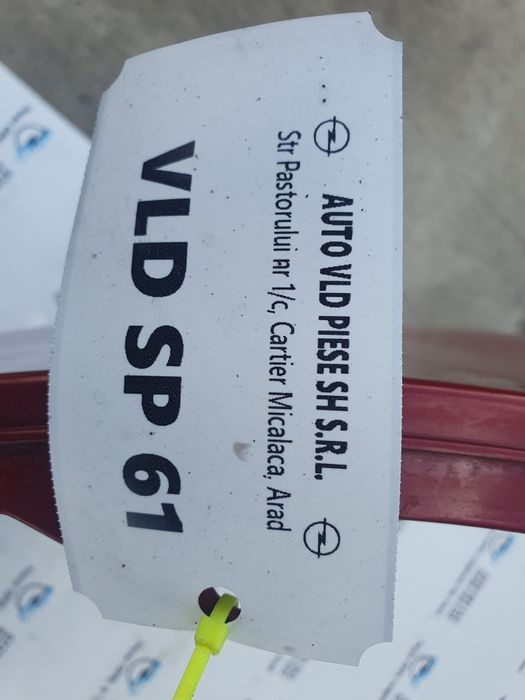 AUTO VLD PIESE SH S.R.L.
Str Pastorului nr 1/c, Cartier Micalaca, Arad
VLD SP 61